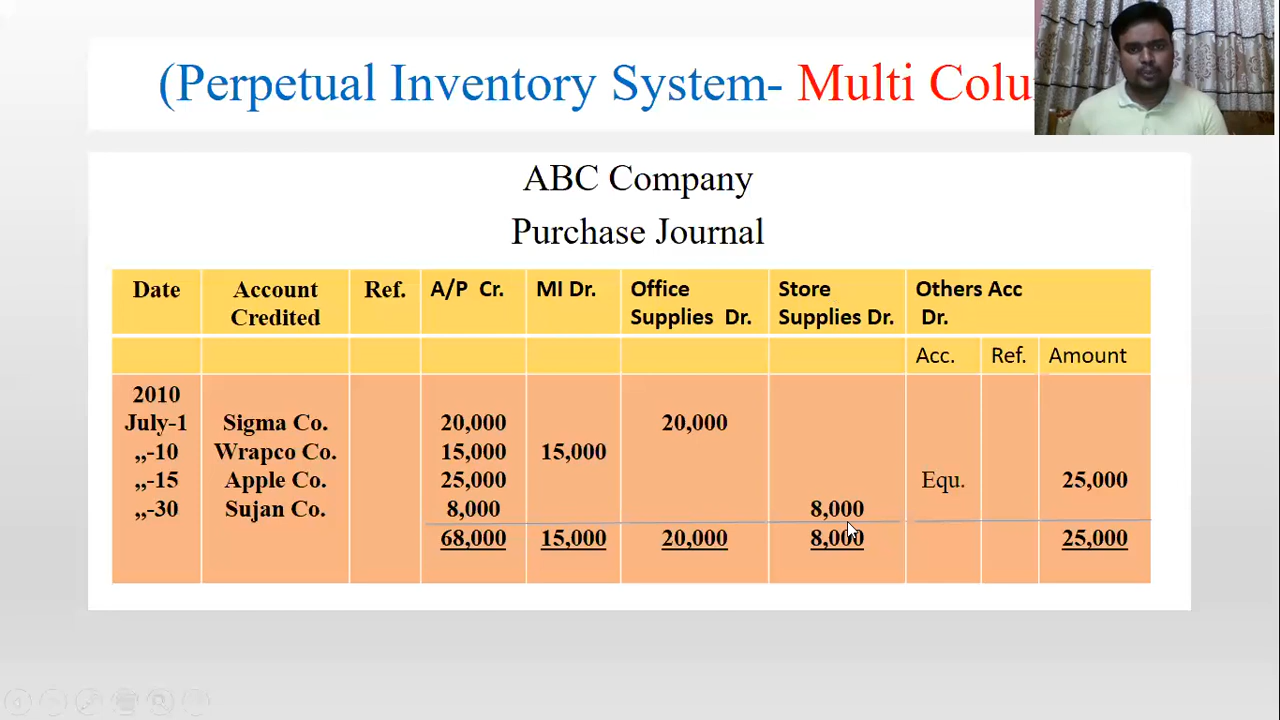 (Perpetual Inventory System- Multi Colu
ABC Company
Purchase Journal
Date Account Credited Ref. A/P Cr. MI Dr. Office Supplies Dr. Store Supplies Dr. Others Acc Dr.
Acc. Ref. Amount
2010
July-1 Sigma Co. 20,000 20,000
„-10 Wrapco Co. 15,000 15,000
„-15 Apple Co. 25,000 Equ. 25,000
„-30 Sujan Co. 8,000 8,000
68,000 15,000 20,000 8,000 25,000